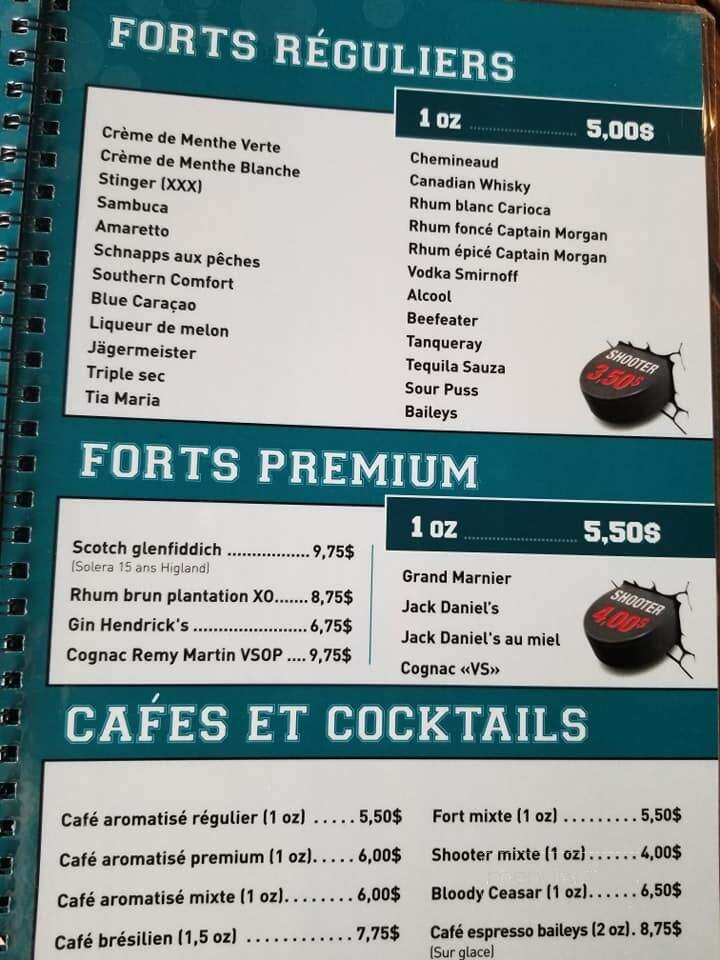 FORTS RÉGULIERS
1 OZ ........................ 5,00$
Crème de Menthe Verte
Crème de Menthe Blanche
Stinger (XXX)
Sambuca
Amaretto
Schnapps aux pêches
Southern Comfort
Blue Caraçao
Liqueur de melon
Jägermeister
Triple sec
Tia Maria
Chemineaud
Canadian Whisky
Rhum blanc Carioca
Rhum foncé Captain Morgan
Rhum épicé Captain Morgan
Vodka Smirnoff
Alcool
Beefeater
Tanqueray
Tequila Sauza
Sour Puss
Baileys
SHOOTER
3,50$
FORTS PREMIUM
1 OZ ........................ 5,50$
Scotch glenfiddich ................. 9,75$
(Solera 15 ans Higland)
Rhum brun plantation XO....... 8,75$
Gin Hendrick's ........................ 6,75$
Cognac Remy Martin VSOP .... 9,75$
Grand Marnier
Jack Daniel's
Jack Daniel's au miel
Cognac «VS»
SHOOTER
4,00$
CAFÉS ET COCKTAILS
Café aromatisé régulier (1 oz) ..... 5,50$
Café aromatisé premium (1 oz)..... 6,00$
Café aromatisé mixte (1 oz)........ 6,00$
Café brésilien (1,5 oz) ............ 7,75$
Fort mixte (1 oz) ......... 5,50$
Shooter mixte (1 oz)...... 4,00$
Bloody Ceasar (1 oz)...... 6,50$
Café espresso baileys (2 oz). 8,75$
(Sur glace)